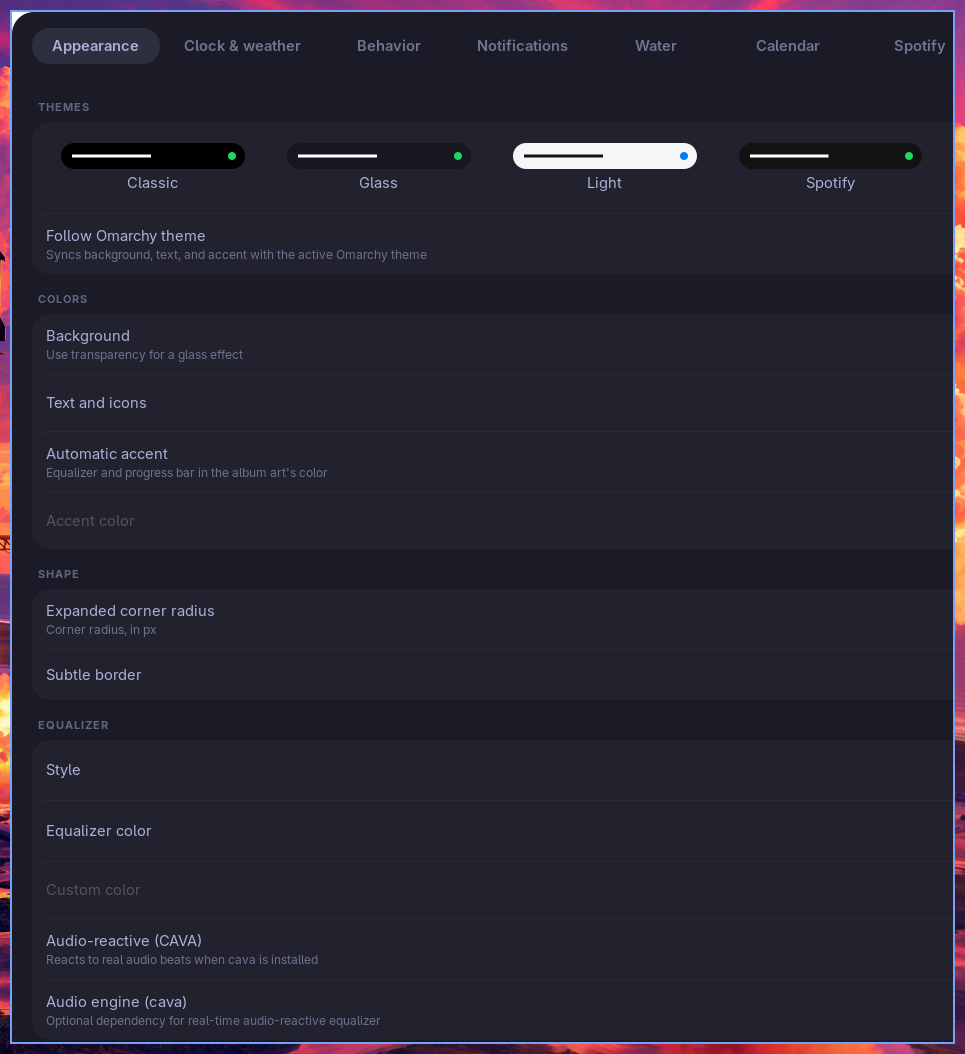 Appearance Clock & weather Behavior Notifications Water Calendar Spotify
THEMES
Classic Glass Light Spotify
Follow Omarchy theme
Syncs background, text, and accent with the active Omarchy theme
COLORS
Background
Use transparency for a glass effect
Text and icons
Automatic accent
Equalizer and progress bar in the album art's color
Accent color
SHAPE
Expanded corner radius
Corner radius, in px
Subtle border
EQUALIZER
Style
Equalizer color
Custom color
Audio-reactive (CAVA)
Reacts to real audio beats when cava is installed
Audio engine (cava)
Optional dependency for real-time audio-reactive equalizer